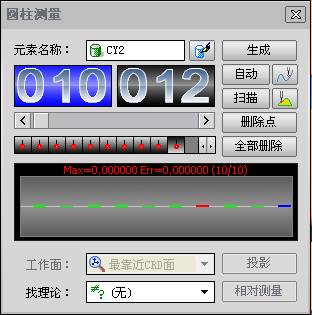 圆柱测量
元素名称： CY2 生成
010 012 自动
扫描
删除点
全部删除
Max=0.000000 Err=0.000000 (10/10)
工作面： 最靠近CRD面 投影
找理论： (无) 相对测量